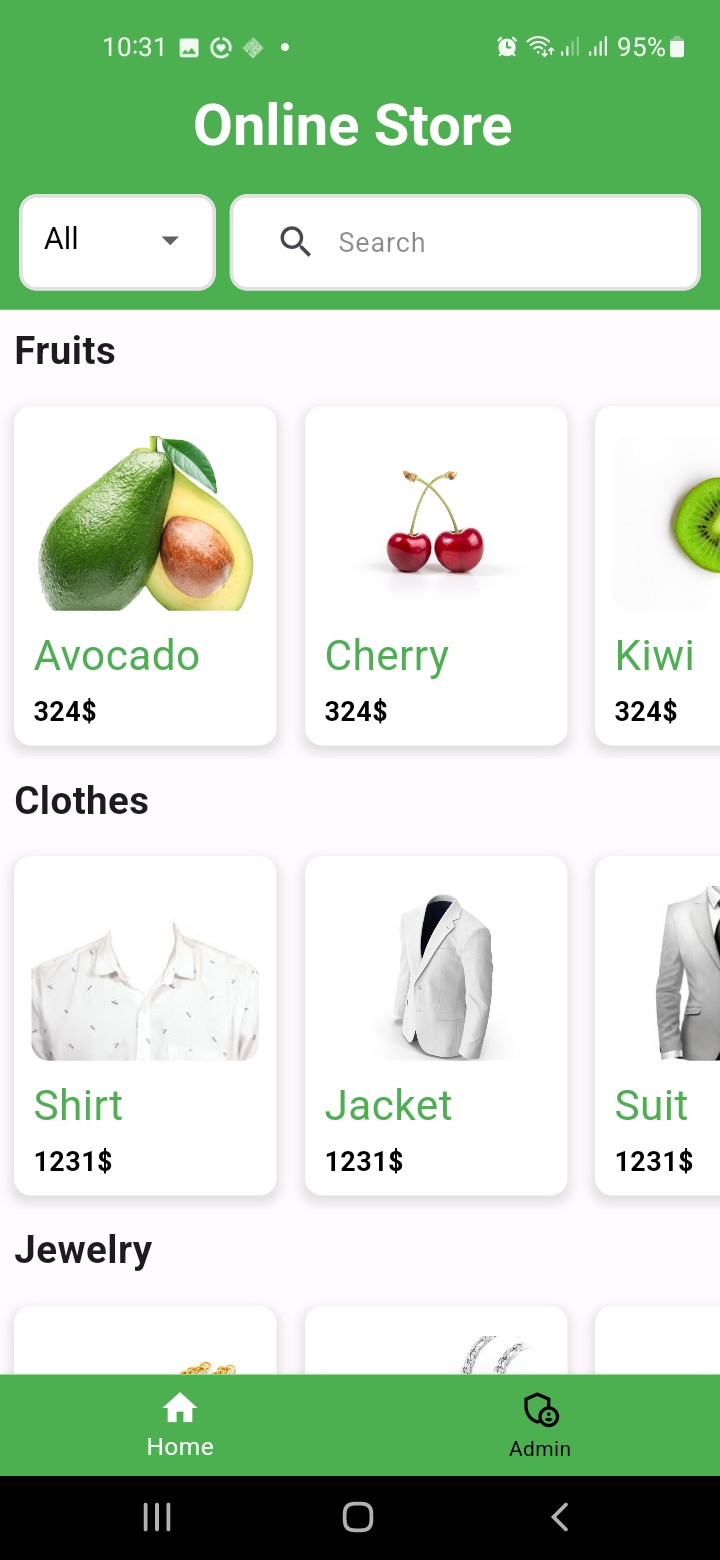 10:31 95%
Online Store
All Search
Fruits
Avocado Cherry Kiwi
324$ 324$ 324$
Clothes
Shirt Jacket Suit
1231$ 1231$ 1231$
Jewelry
Home Admin